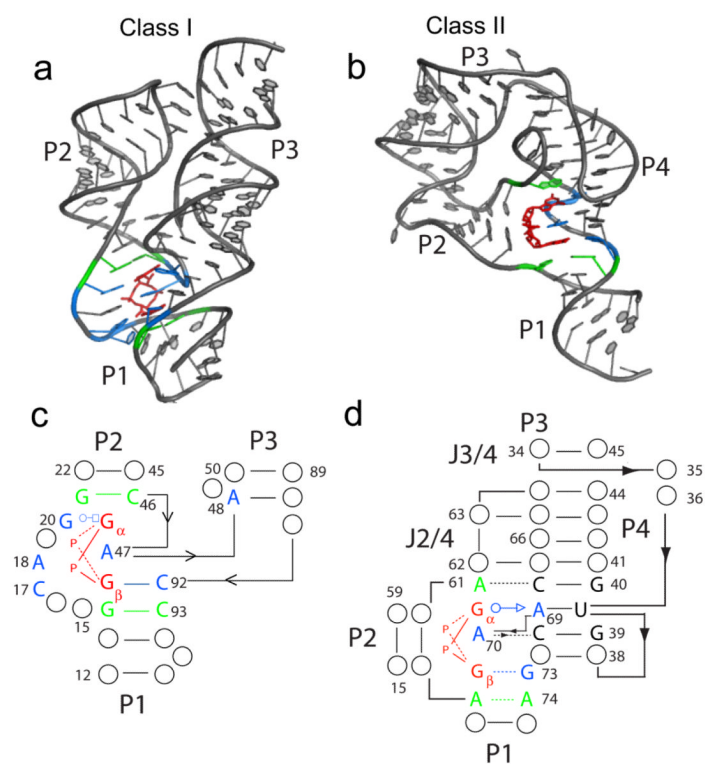 Class I
Class II
a
b
P2
P3
P1
P3
P4
P2
P1
c
P2
P3
22
45
50
89
G
C
46
48
A
20
G
G
α
P
A
47
18
A
P
17
C
G
β
C
92
15
G
C
93
12
P1
d
P3
J3/4
34
45
35
36
44
63
P4
J2/4
66
62
41
61
A
C
G
40
59
G
α
A
69
U
P
P2
A
70
C
G
39
P
38
15
G
β
G
73
A
A
74
P1